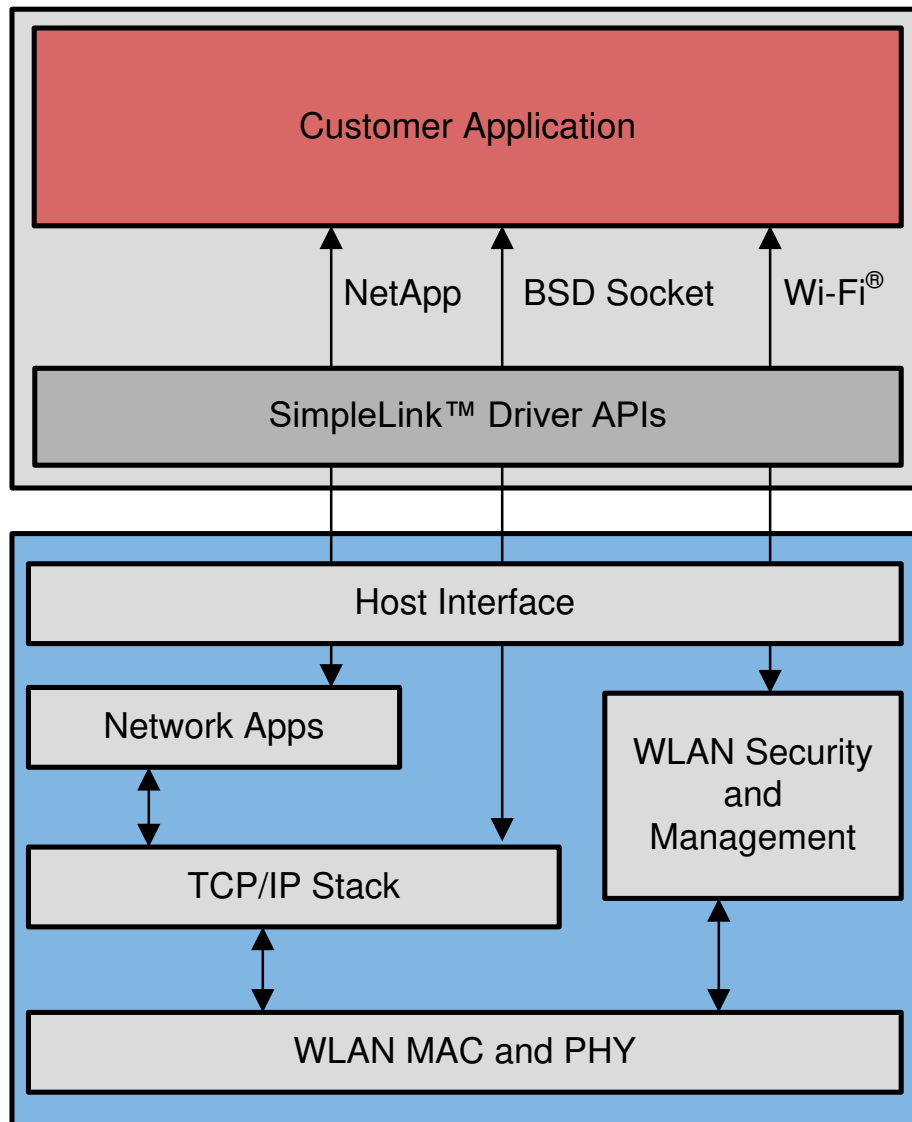 Customer Application
NetApp
BSD Socket
Wi-Fi®
SimpleLink™ Driver APIs
Host Interface
Network Apps
WLAN Security
and
Management
TCP/IP Stack
WLAN MAC and PHY